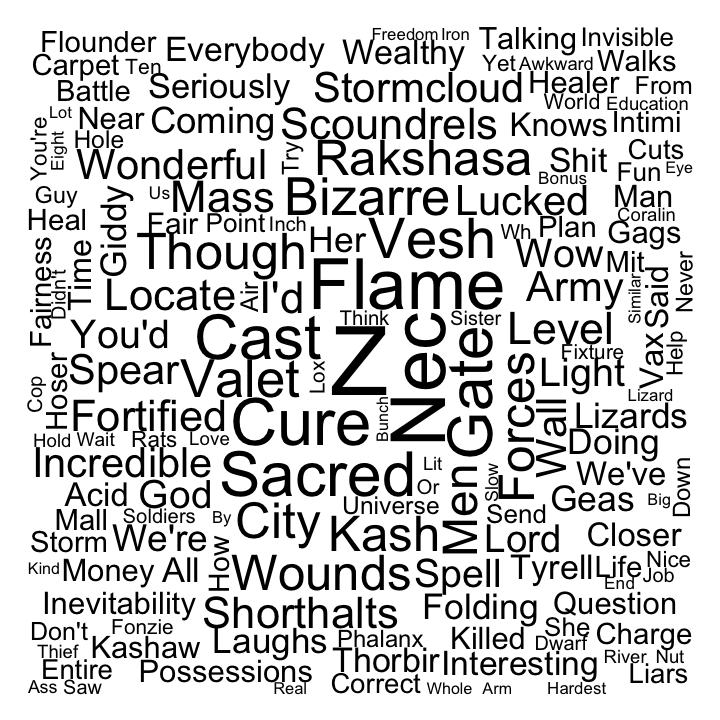 Flounder Everybody Freedom Iron Talking Invisible
Carpet Ten Wealthy Yet Awkward Walks
Battle Seriously Stormcloud Healer From
World Education
You're Lot Near Coming Scoundrels Knows Intimi
Eight Hole Wonderful Try Rakshasa Shit Cuts
Bonus Fun Eye
Guy Giddy Us Mass Bizarre Lucked Man
Heal Fair Point Inch Coralin
Fairness Time Though Her Vesh Wh Plan Gags
Didn't Wow Mit Never
Locate Air I'd Flame Army Similar Said
You'd Cast Think Z Nec Sister Level Vax Help
Cop Hoser Spear Valet Lox Gate Forces Fixture Light
Lizard
Fortified Cure Bunch Wall Lizards
Hold Wait Rats Love Doing
Incredible Sacred Lit Men Slow We've Down
Acid God Or Geas Big
Mall Soldiers By City Universe Send
Storm We're How Kash Lord Closer
Kind Money All Wounds Spell Tyrell Life Nice
End Job
Inevitability Shorthalts Folding Question
Don't Fonzie She Charge
Thief Kashaw Laughs Phalanx Killed Dwarf
Entire Possessions Thorbir Interesting River Nut
Liars
Ass Saw Real Correct Whole Arm Hardest